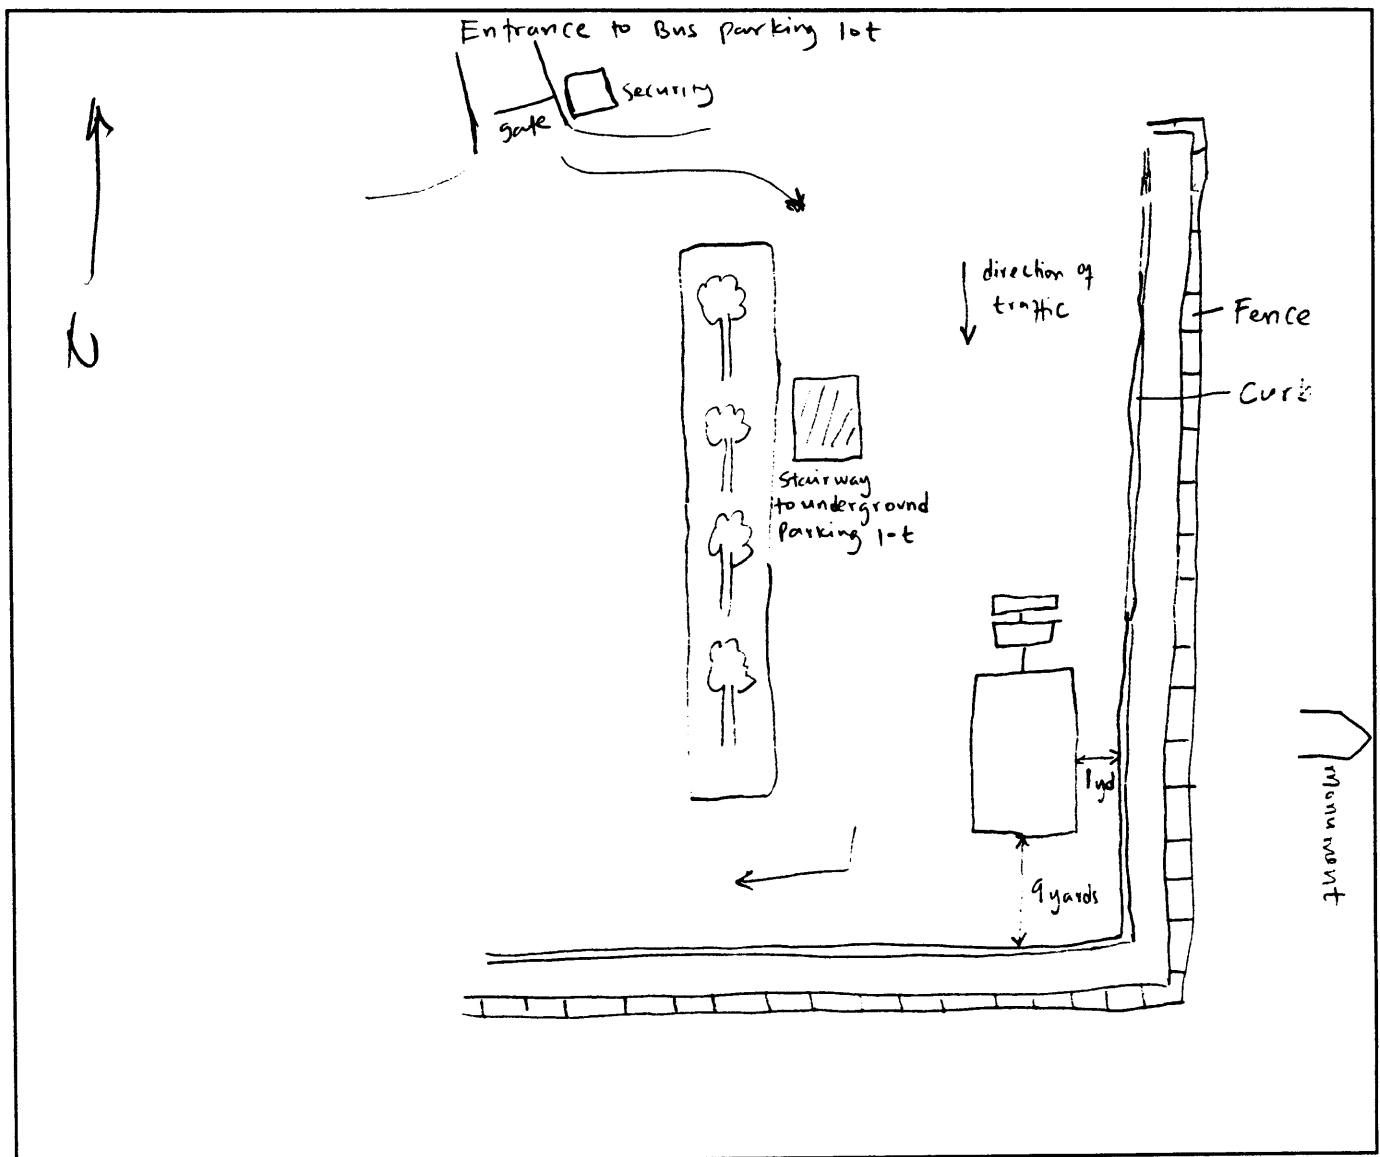 Entrance to Bus parking lot
Security
gate
N
direction of
traffic
Fence
Curb
Stairway
to underground
Parking lot
1yd
9 yards
Monument